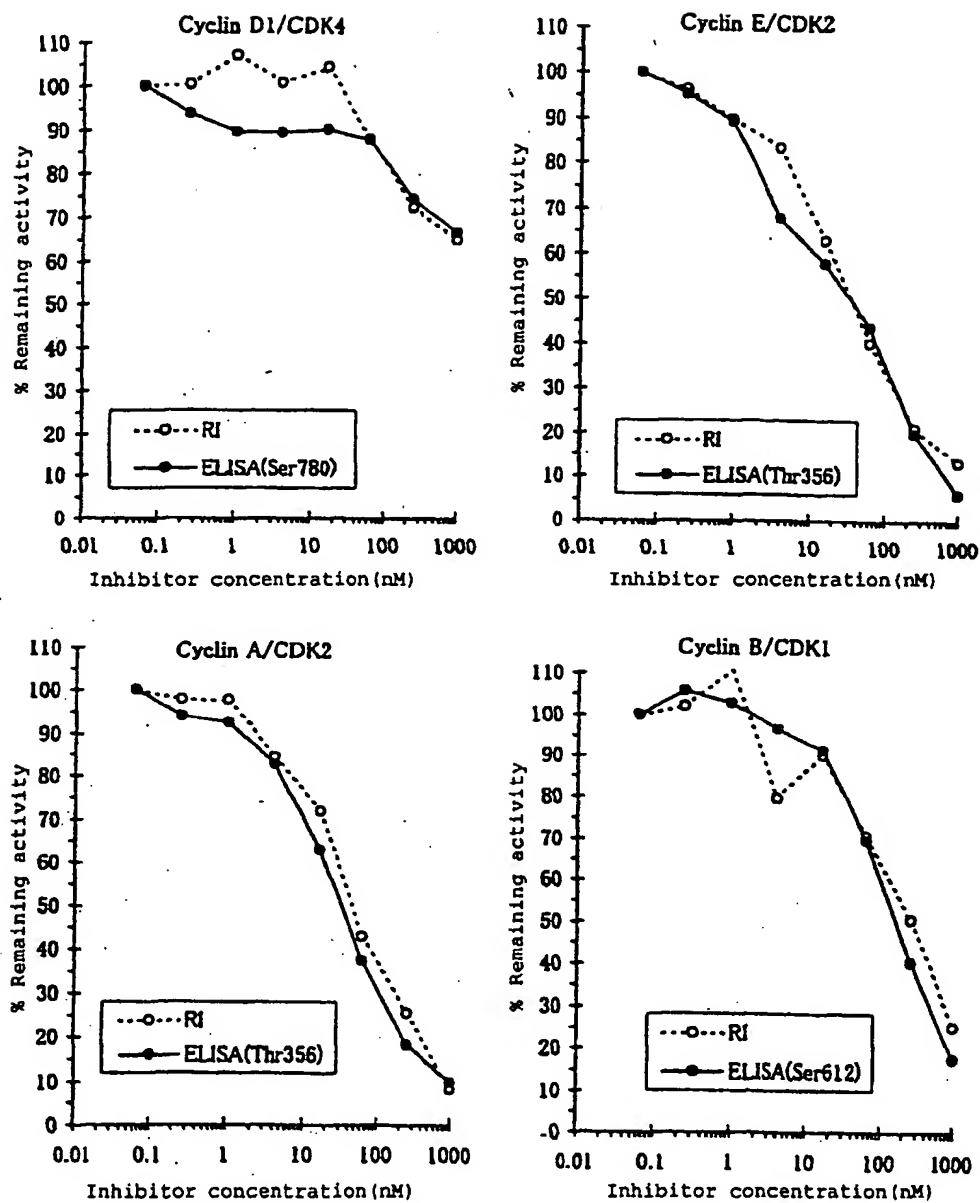 Cyclin D1/CDK4
110
100
90
80
70
60
50
40
30
20
10
0
% Remaining activity
RI
ELISA(Ser780)
0.01 0.1 1 10 100 1000
Inhibitor concentration(nM)
Cyclin E/CDK2
110
100
90
80
70
60
50
40
30
20
10
0
% Remaining activity
RI
ELISA(Thr356)
0.01 0.1 1 10 100 1000
Inhibitor concentration(nM)
Cyclin A/CDK2
110
100
90
80
70
60
50
40
30
20
10
0
% Remaining activity
RI
ELISA(Thr356)
0.01 0.1 1 10 100 1000
Inhibitor concentration(nM)
Cyclin B/CDK1
110
100
90
80
70
60
50
40
30
20
10
-0
% Remaining activity
RI
ELISA(Ser612)
0.01 0.1 1 10 100 1000
Inhibitor concentration(nM)